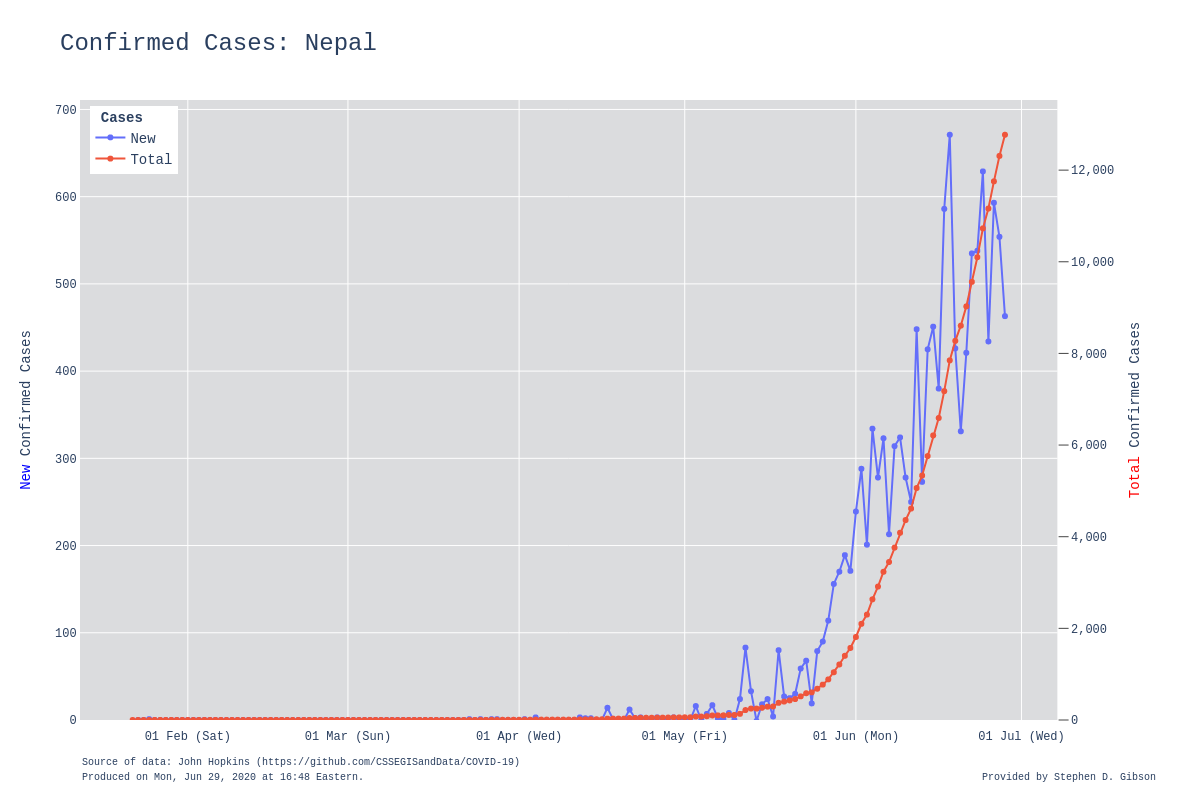 Confirmed Cases: Nepal
Cases
New
Total
700
600
500
400
300
200
100
0
New Confirmed Cases
12,000
10,000
8,000
6,000
4,000
2,000
0
Total Confirmed Cases
01 Feb (Sat)
01 Mar (Sun)
01 Apr (Wed)
01 May (Fri)
01 Jun (Mon)
01 Jul (Wed)
Source of data: John Hopkins (https://github.com/CSSEGISandData/COVID-19)
Produced on Mon, Jun 29, 2020 at 16:48 Eastern.
Provided by Stephen D. Gibson